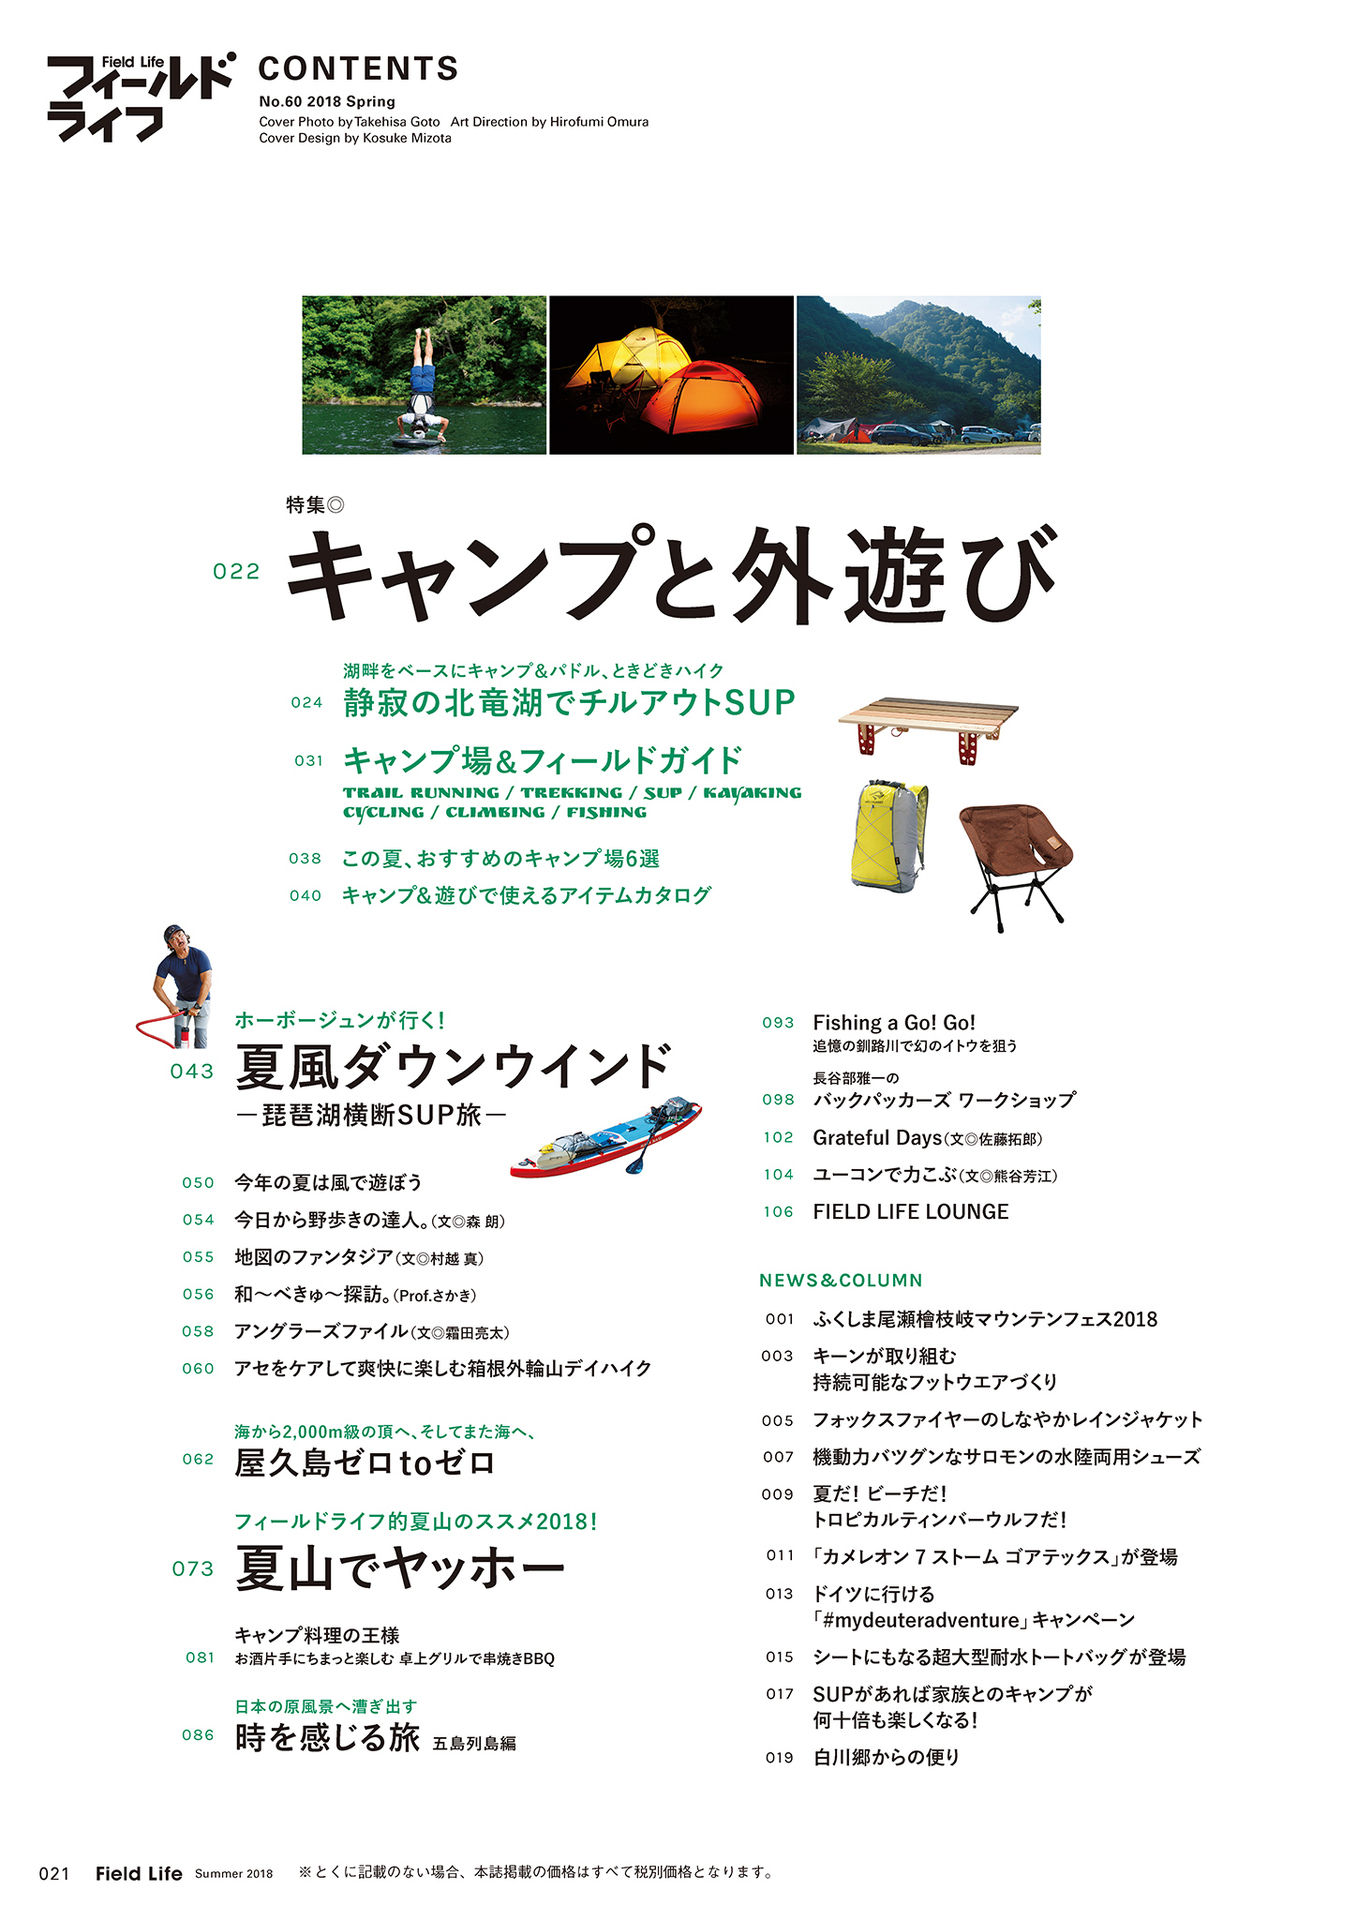 Field Life
フィールド
ライフ
CONTENTS
No.60 2018 Spring
Cover Photo by Takehisa Goto Art Direction by Hirofumi Omura
Cover Design by Kosuke Mizota
特集◎
022 キャンプと外遊び
湖畔をベースにキャンプ&パドル、ときどきハイク
024 静寂の北竜湖でチルアウトSUP
031 キャンプ場&フィールドガイド
TRAIL RUNNING / TREKKING / SUP / KAYAKING
CYCLING / CLIMBING / FISHING
038 この夏、おすすめのキャンプ場6選
040 キャンプ&遊びで使えるアイテムカタログ
ホーボージュンが行く!
043 夏風ダウンウインド
—琵琶湖横断SUP旅—
050 今年の夏は風で遊ぼう
054 今日から野歩きの達人。(文◎森 朗)
055 地図のファンタジア(文◎村越 真)
056 和〜べきゅ〜探訪。(Prof.さかき)
058 アングラーズファイル(文◎霜田亮太)
060 アセをケアして爽快に楽しむ箱根外輪山デイハイク
海から2,000m級の頂へ、そしてまた海へ、
062 屋久島ゼロtoゼロ
フィールドライフ的夏山のススメ2018!
073 夏山でヤッホー
キャンプ料理の王様
081 お酒片手にちまっと楽しむ 卓上グリルで串焼きBBQ
日本の原風景へ漕ぎ出す
086 時を感じる旅 五島列島編
093 Fishing a Go! Go!
追憶の釧路川で幻のイトウを狙う
長谷部雅一の
098 バックパッカーズ ワークショップ
102 Grateful Days(文◎佐藤拓郎)
104 ユーコンで力こぶ(文◎熊谷芳江)
106 FIELD LIFE LOUNGE
NEWS&COLUMN
001 ふくしま尾瀬檜枝岐マウンテンフェス2018
003 キーンが取り組む
持続可能なフットウエアづくり
005 フォックスファイヤーのしなやかレインジャケット
007 機動力バツグンなサロモンの水陸両用シューズ
009 夏だ! ビーチだ!
トロピカルティンバーウルフだ!
011 「カメレオン 7 ストーム ゴアテックス」が登場
013 ドイツに行ける
「#mydeuteradventure」キャンペーン
015 シートにもなる超大型耐水トートバッグが登場
017 SUPがあれば家族とのキャンプが
何十倍も楽しくなる!
019 白川郷からの便り
021 Field Life Summer 2018 ※とくに記載のない場合、本誌掲載の価格はすべて税別価格となります。